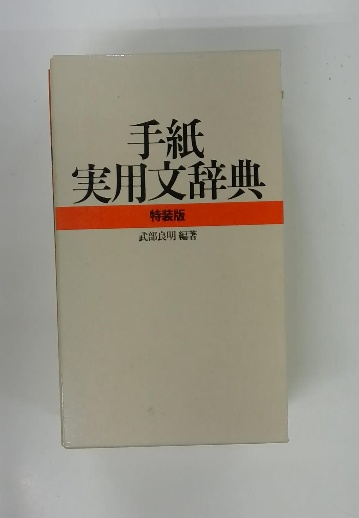 手紙
実用文辞典
特装版
武部良明 編著